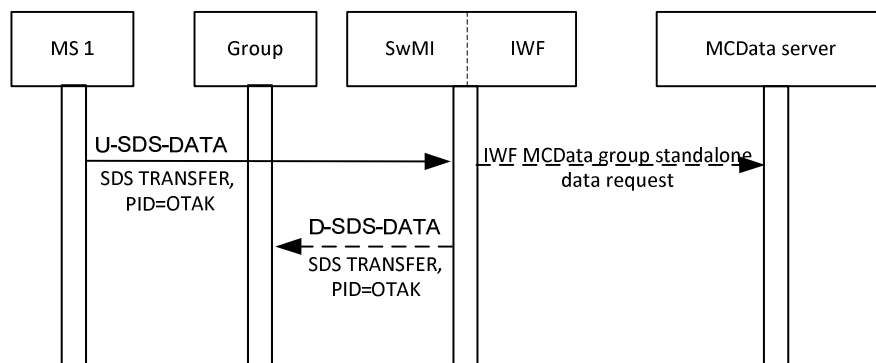 MS 1
Group
SwMI
IWF
MCData server
U-SDS-DATA
SDS TRANSFER,
PID=OTAK
IWF MCData group standalone
data request
D-SDS-DATA
SDS TRANSFER,
PID=OTAK